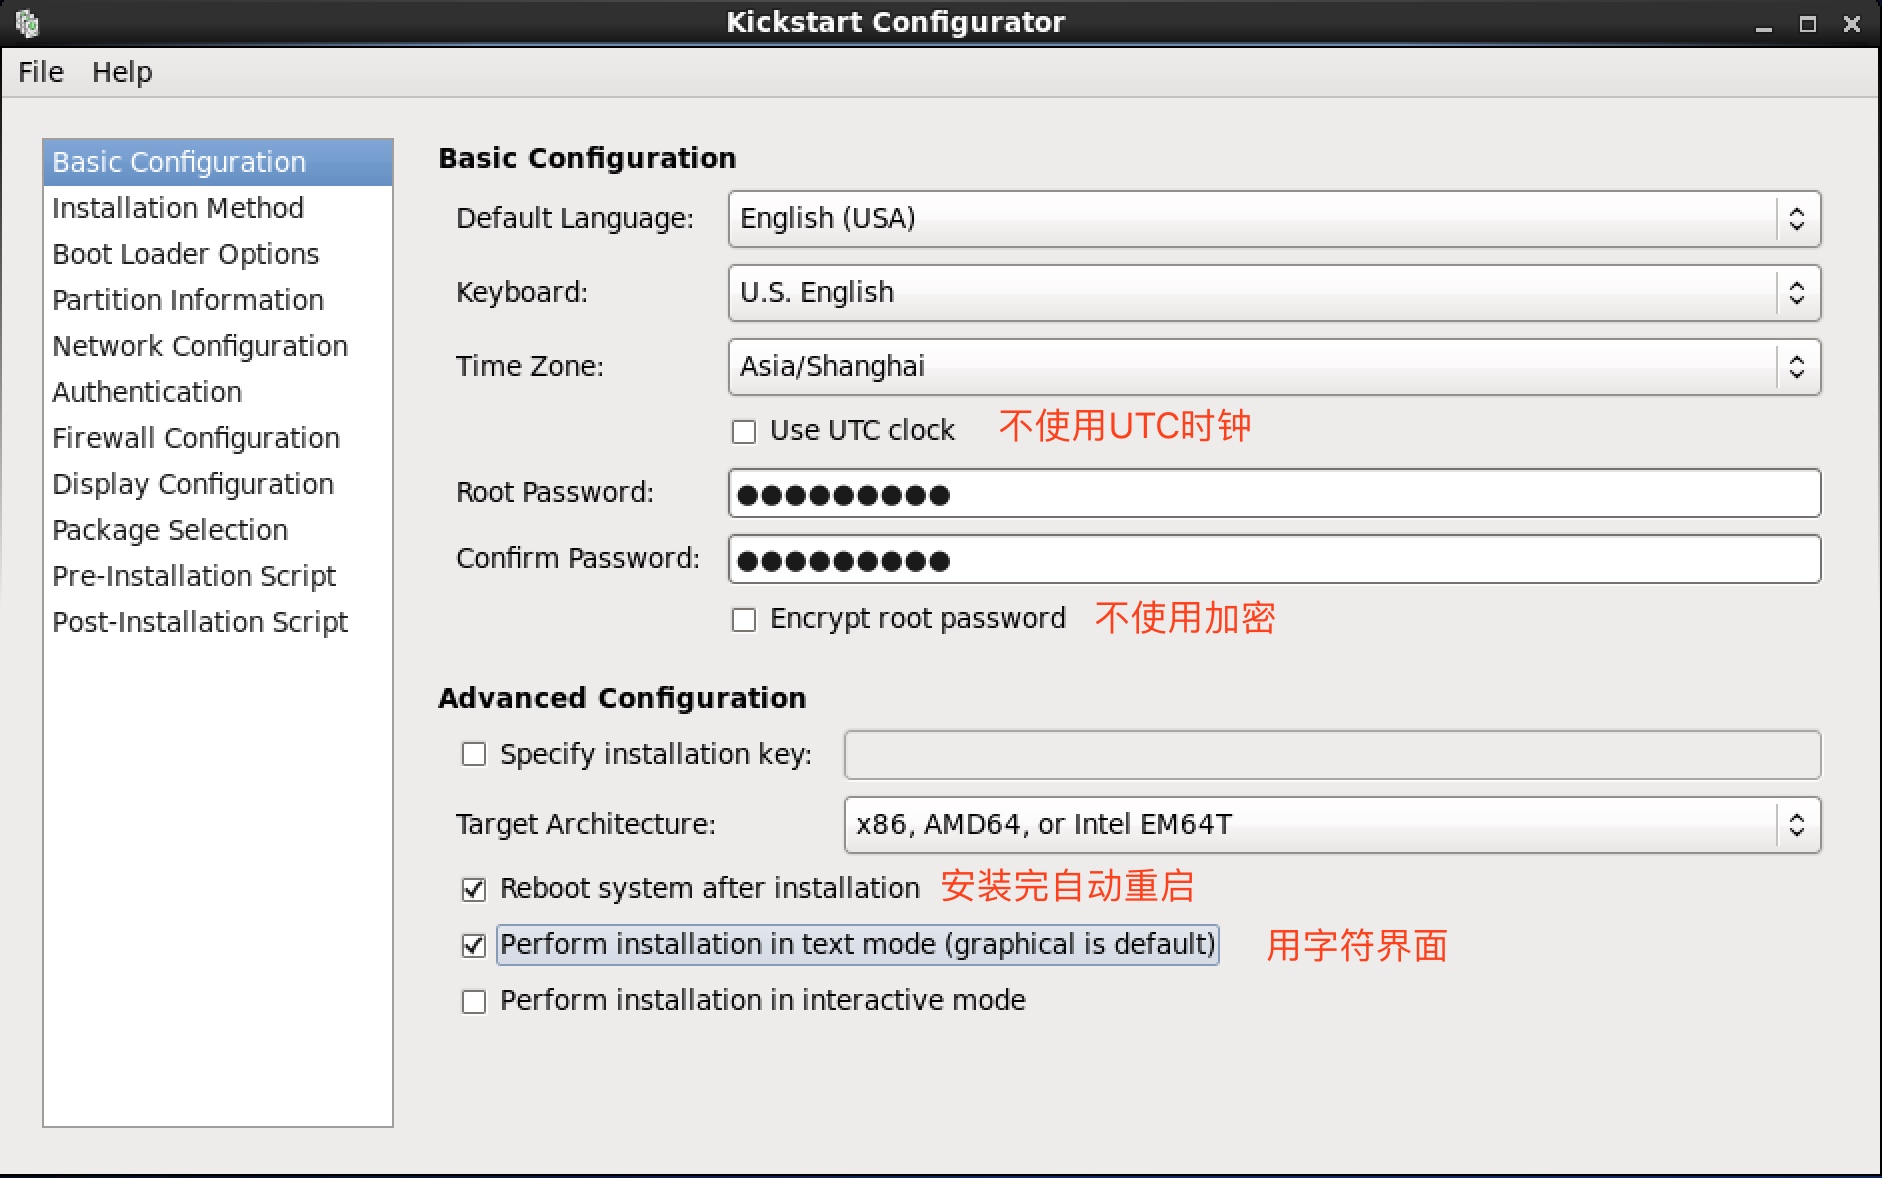 Kickstart Configurator
File Help
Basic Configuration
Installation Method
Boot Loader Options
Partition Information
Network Configuration
Authentication
Firewall Configuration
Display Configuration
Package Selection
Pre-Installation Script
Post-Installation Script
Basic Configuration
Default Language: English (USA)
Keyboard: U.S. English
Time Zone: Asia/Shanghai
Use UTC clock 不使用UTC时钟
Root Password: ●●●●●●●●●
Confirm Password: ●●●●●●●●●
Encrypt root password 不使用加密
Advanced Configuration
Specify installation key:
Target Architecture: x86, AMD64, or Intel EM64T
Reboot system after installation 安装完自动重启
Perform installation in text mode (graphical is default) 用字符界面
Perform installation in interactive mode